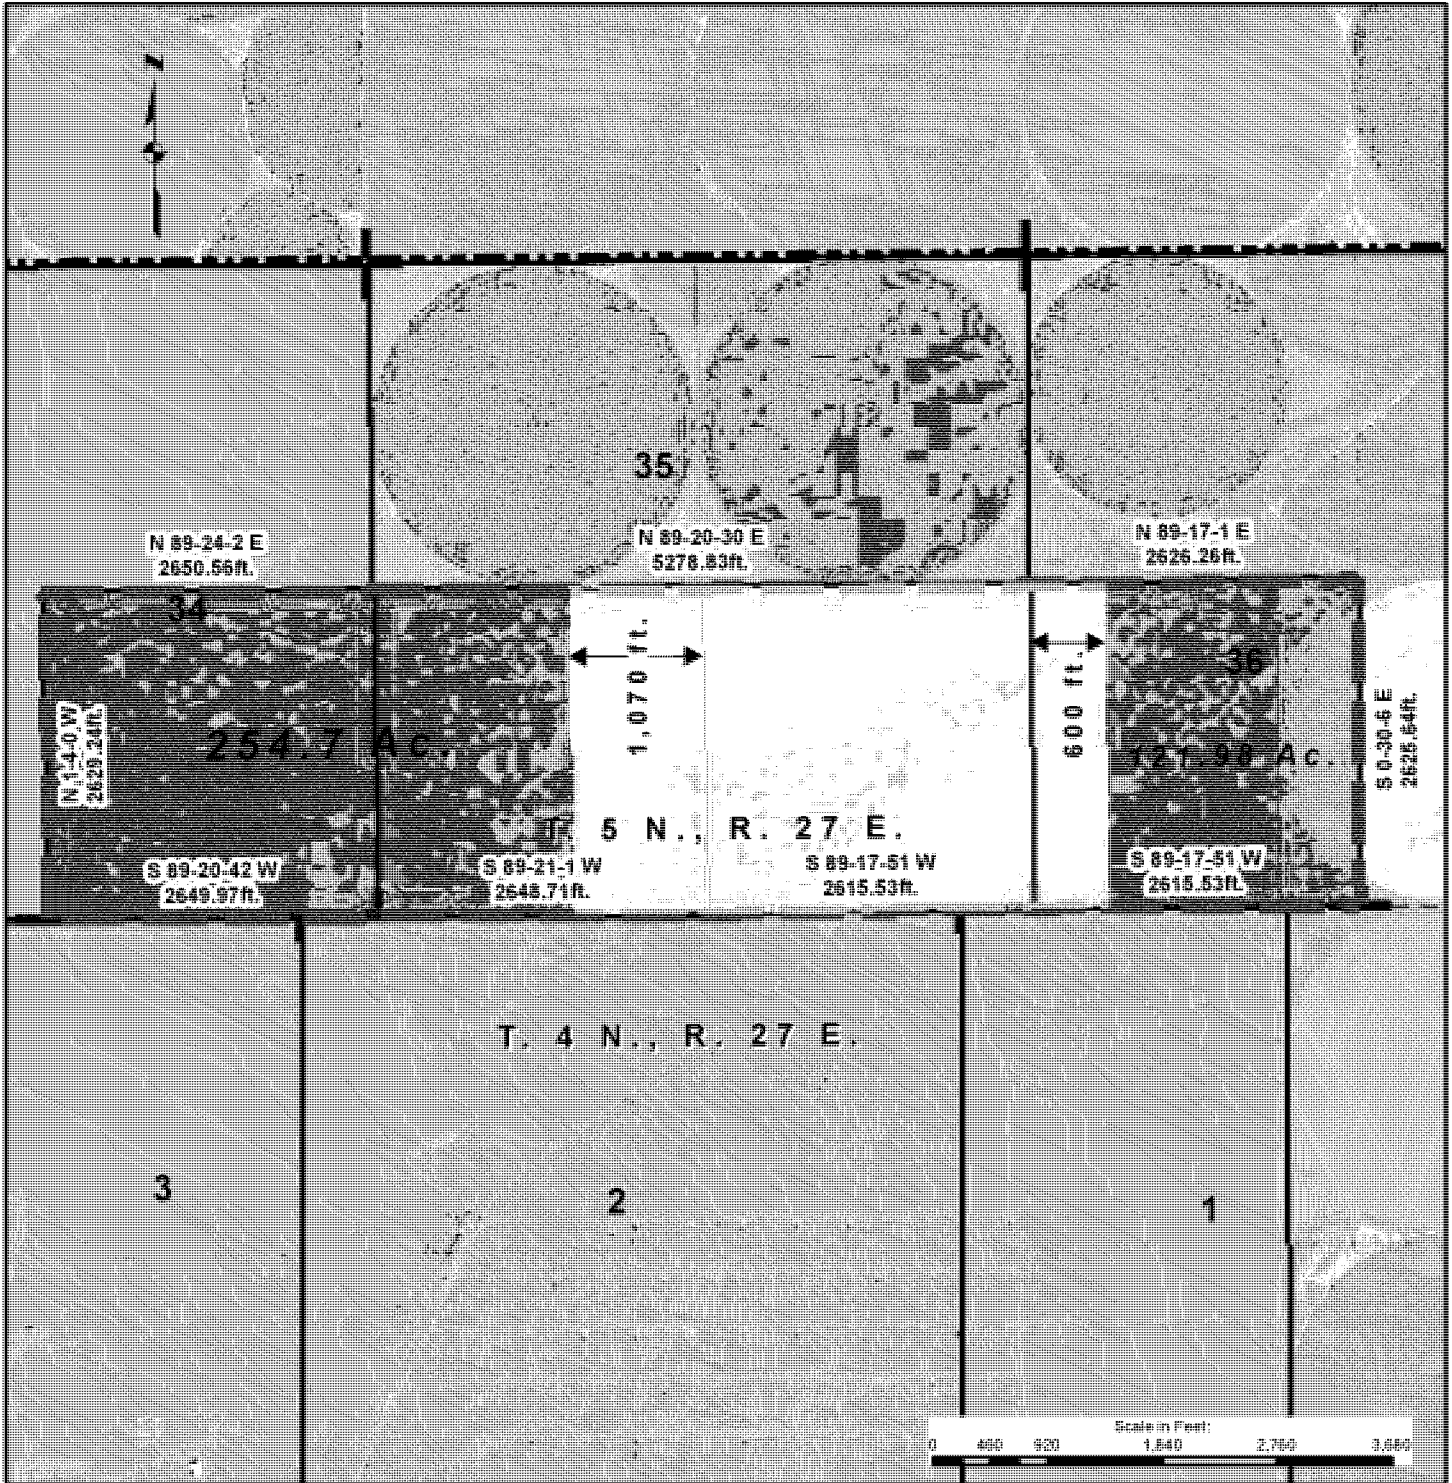 35
N 89-24-2 E
2650.56ft.
N 89-20-30 E
5278.83ft.
N 89-17-1 E
2626.26ft.
34
1,070 ft.
600 ft.
36
N 1-4-0 W
2629.24ft.
254.7 Ac.
121.98 Ac.
S 0-30-6 E
2625.64ft.
T. 5 N., R. 27 E.
S 89-20-42 W
2649.97ft.
S 89-21-1 W
2648.71ft.
S 89-17-51 W
2615.53ft.
S 89-17-51 W
2615.53ft.
T. 4 N., R. 27 E.
3
2
1
Scale in Feet:
0 460 920 1,840 2,760 3,680